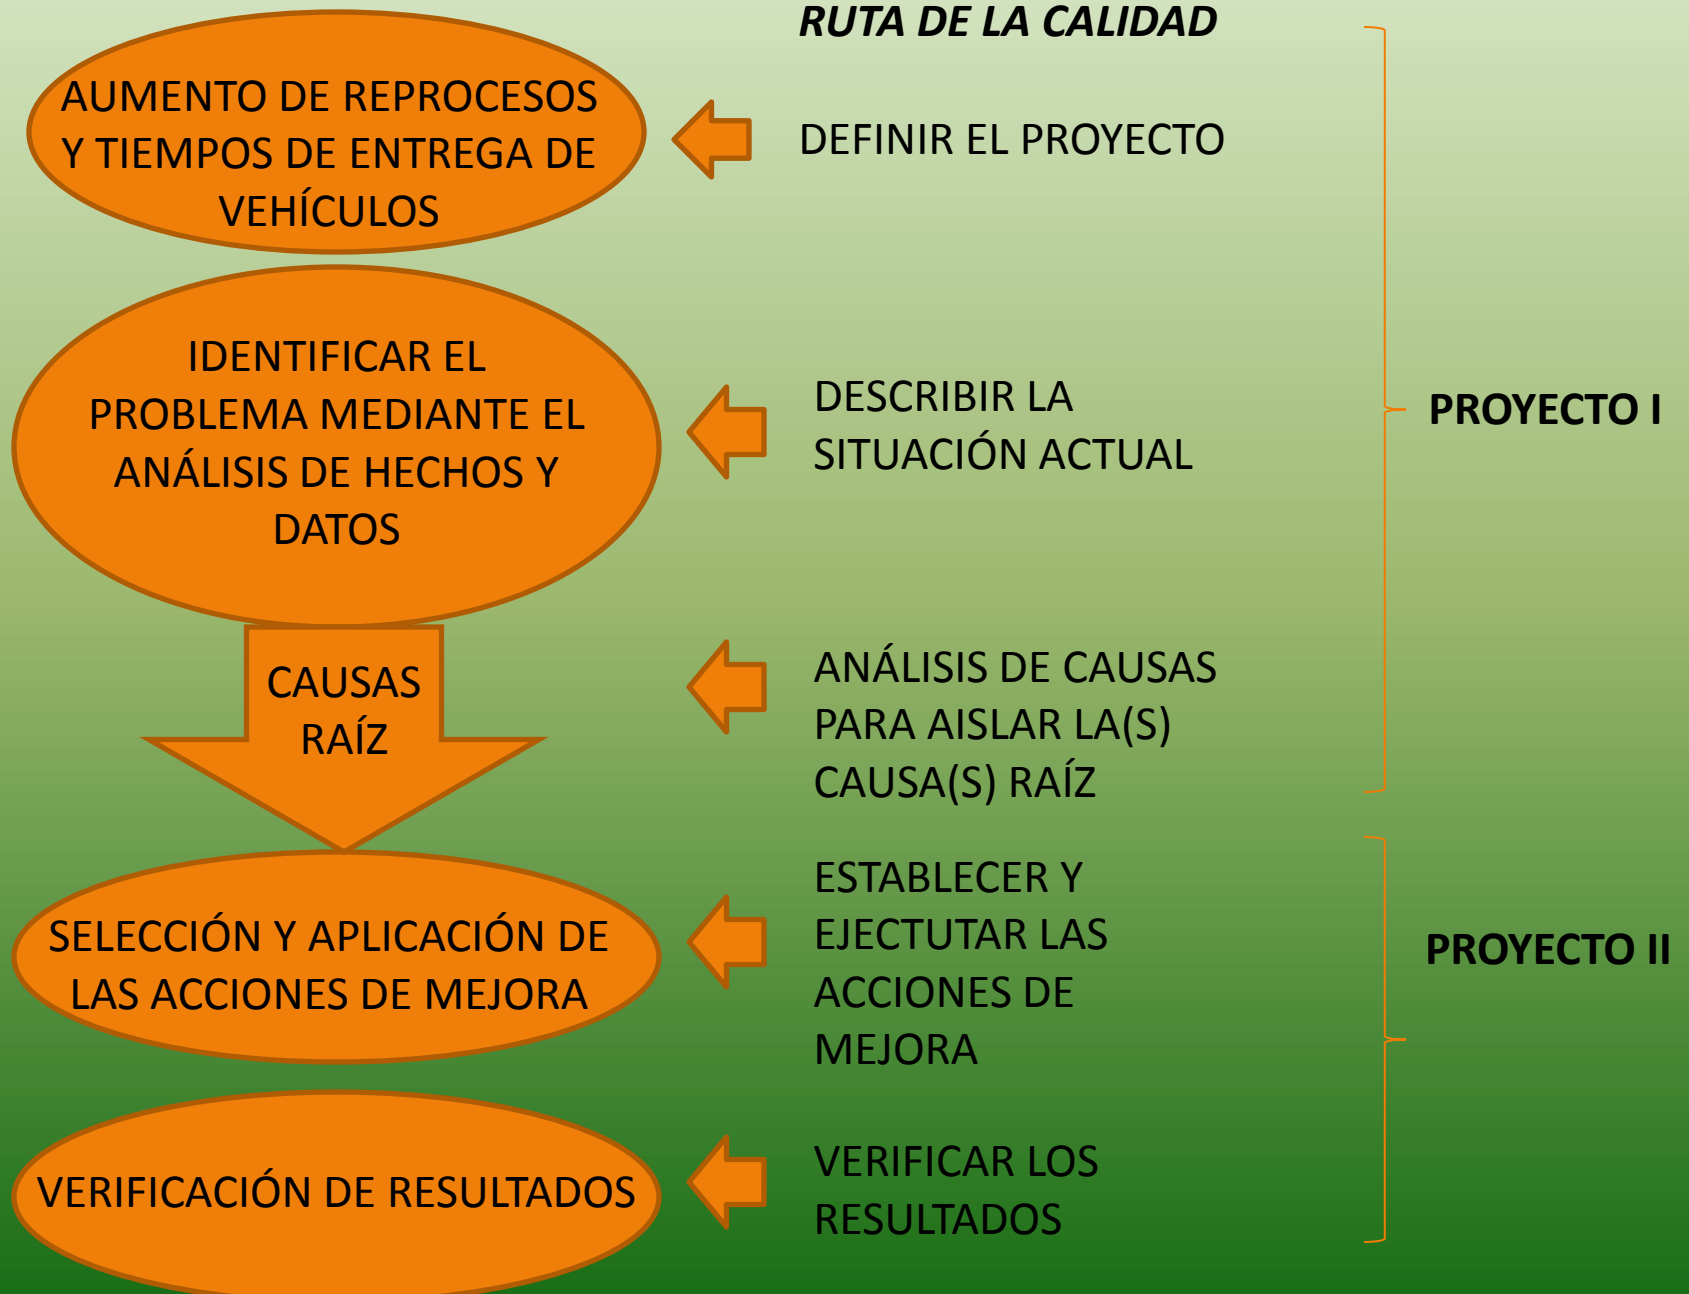 RUTA DE LA CALIDAD
AUMENTO DE REPROCESOS
Y TIEMPOS DE ENTREGA DE
VEHÍCULOS
DEFINIR EL PROYECTO
IDENTIFICAR EL
PROBLEMA MEDIANTE EL
ANÁLISIS DE HECHOS Y
DATOS
DESCRIBIR LA
SITUACIÓN ACTUAL
PROYECTO I
CAUSAS
RAÍZ
ANÁLISIS DE CAUSAS
PARA AISLAR LA(S)
CAUSA(S) RAÍZ
SELECCIÓN Y APLICACIÓN DE
LAS ACCIONES DE MEJORA
ESTABLECER Y
EJECTUTAR LAS
ACCIONES DE
MEJORA
PROYECTO II
VERIFICACIÓN DE RESULTADOS
VERIFICAR LOS
RESULTADOS